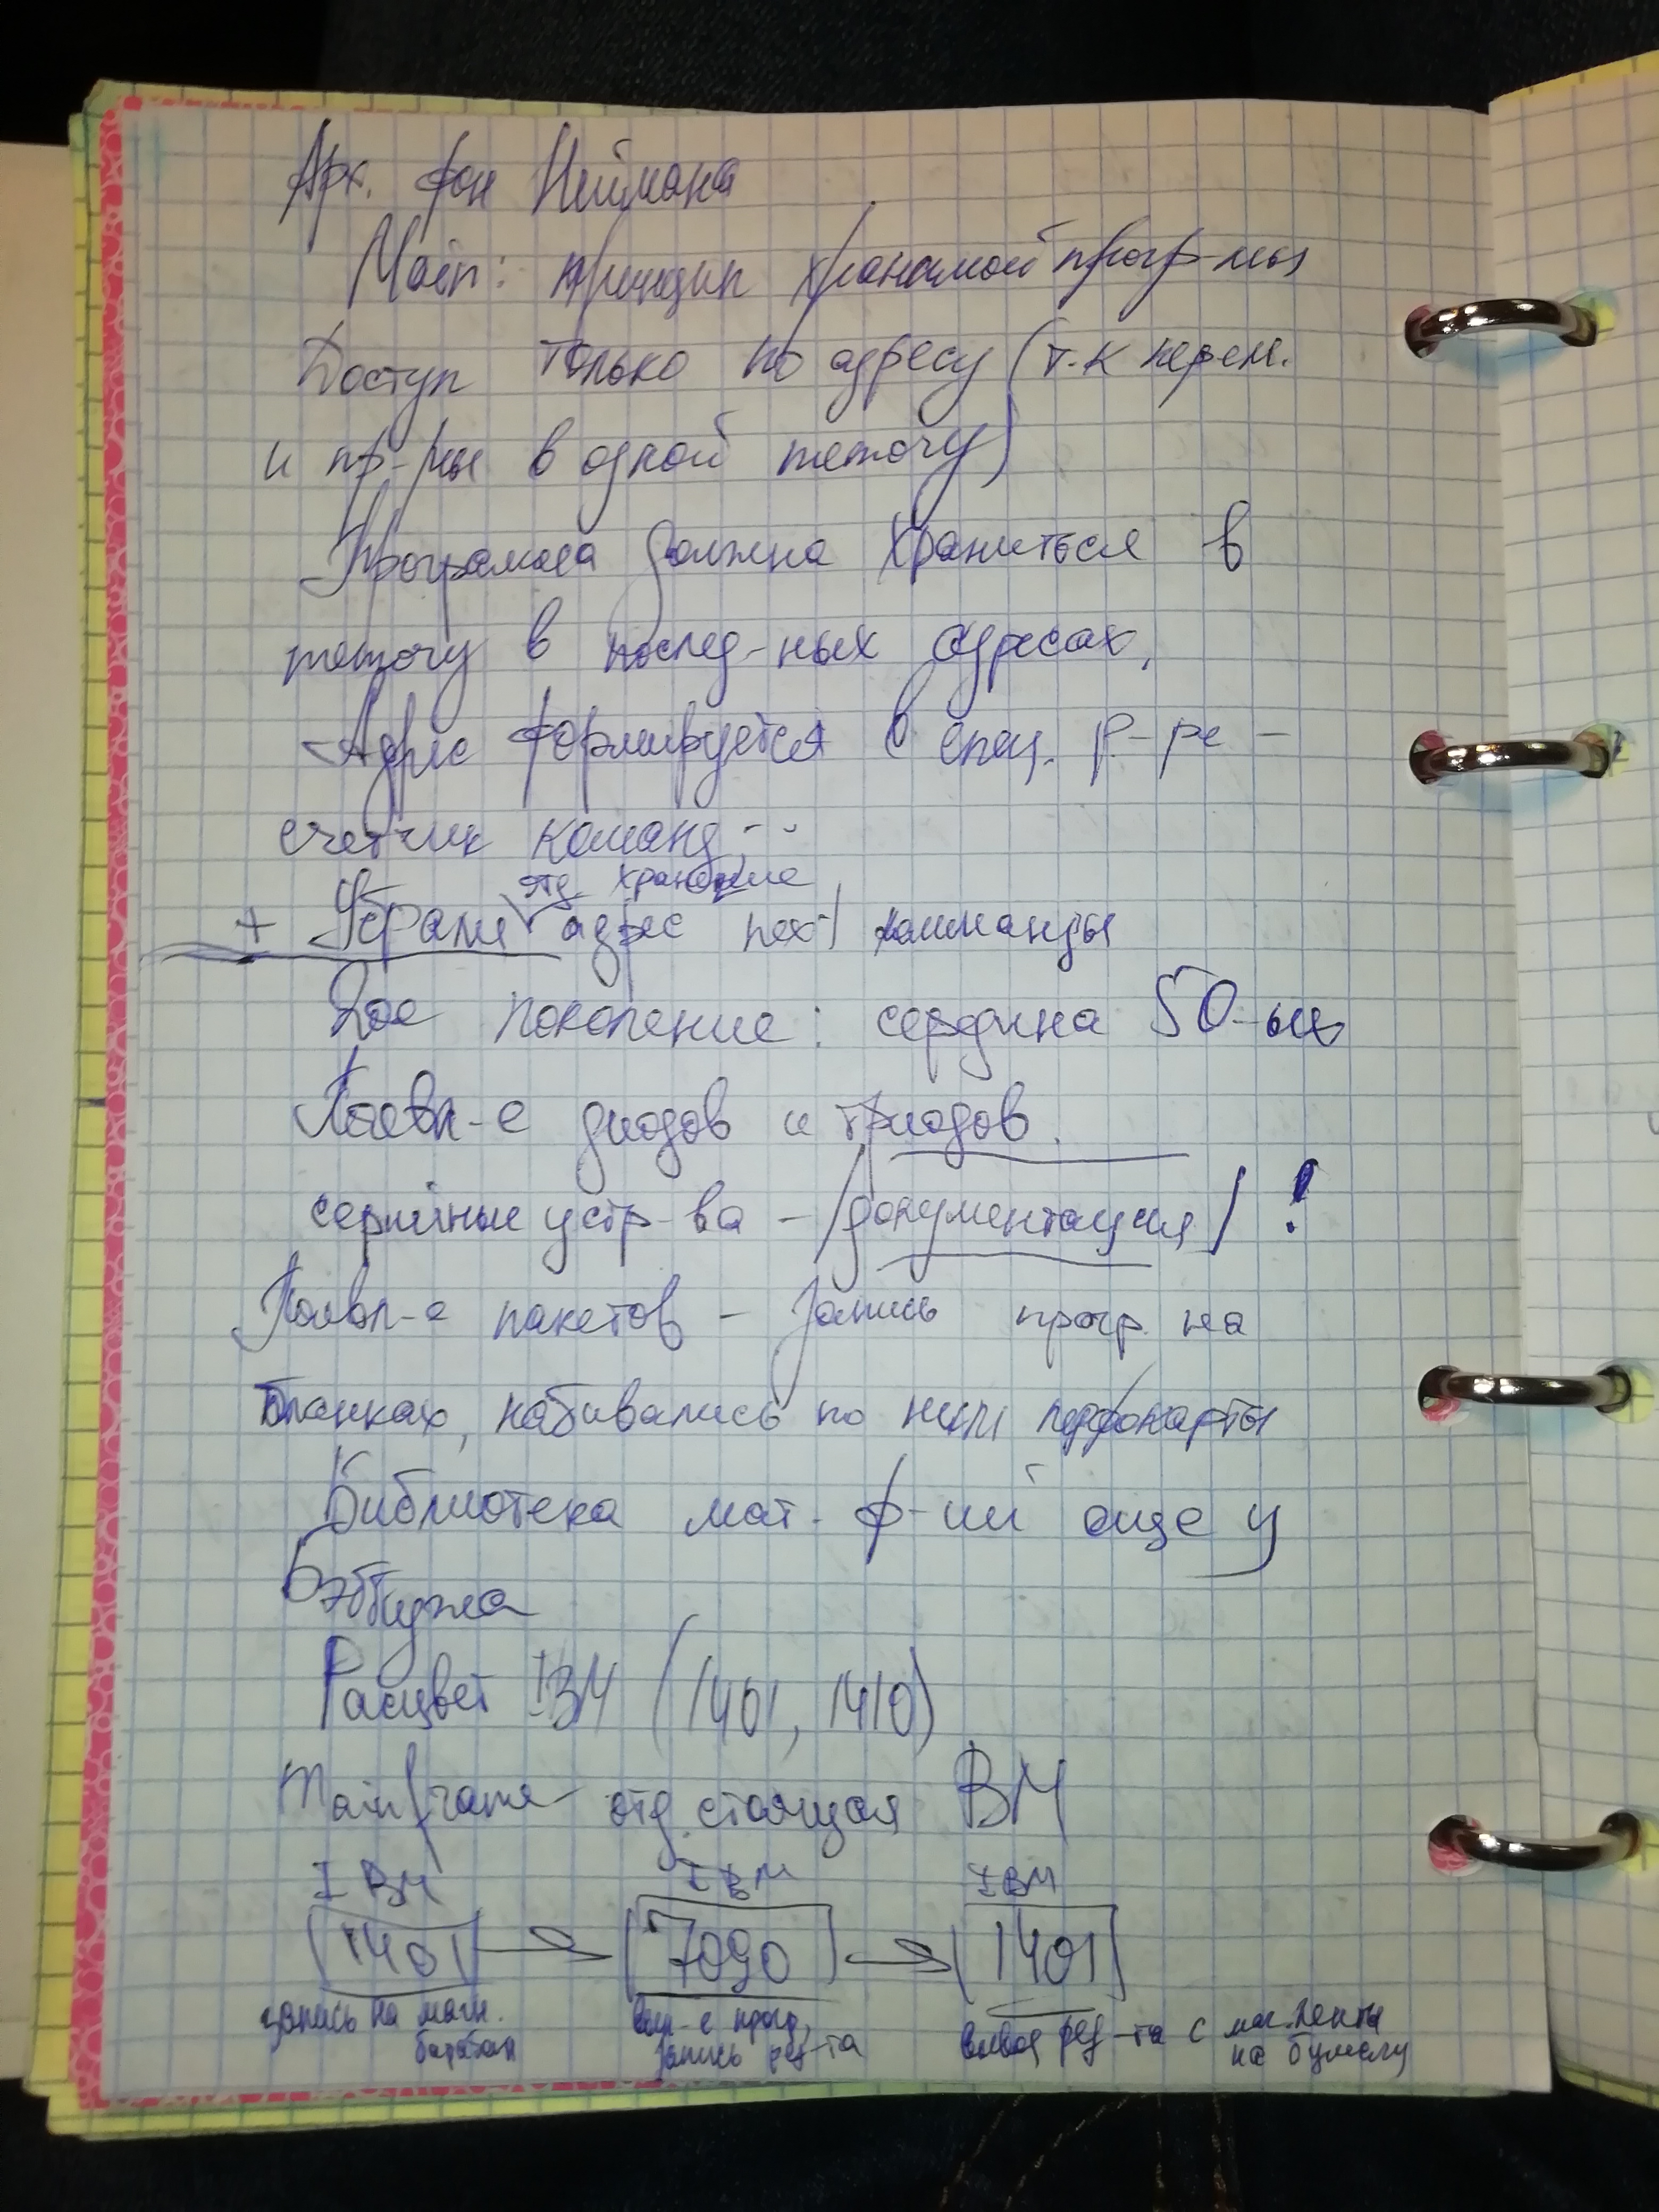 Арх. фон Неймана
Main: принцип хранимой прогр-мы
Доступ только по адресу (т.к перем.
и пр-мы в одной memory)
Программа должна храниться в
memory в послед-ных адресах,
Адрес формируется в спец. р-ре -
счетчик команд;
отд. хранение
+ Убрали адрес next комманды
2ое поколение: середина 50-ых
Появл-е диодов и триодов.
серийные устр-ва - /документация/ !
Появл-е пакетов - запись прогр. на
бланках, набивались по ним перфокарты
Библиотека мат. ф-ий еще у
Бэббиджа
Расцвет IBM (1401, 1410)
Mainframe - отд. стоящая ВМ
IBM IBM IBM
1401 → 7090 → 1401
запись на магн. вып-е прогр, вывод рез-та с маг. ленты
барабан запись рез-та на бумагу